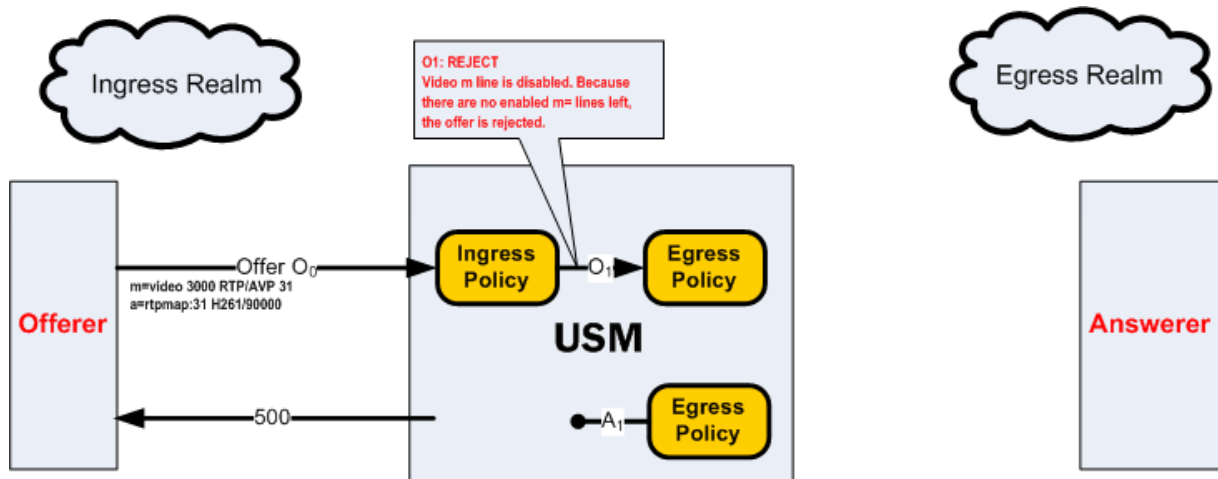 Ingress Realm
O1: REJECT
Video m line is disabled. Because
there are no enabled m= lines left,
the offer is rejected.
Egress Realm
Offerer
Offer O₀
m=video 3000 RTP/AVP 31
a=rtpmap:31 H261/90000
Ingress
Policy
O₁
Egress
Policy
USM
500
A₁
Egress
Policy
Answerer